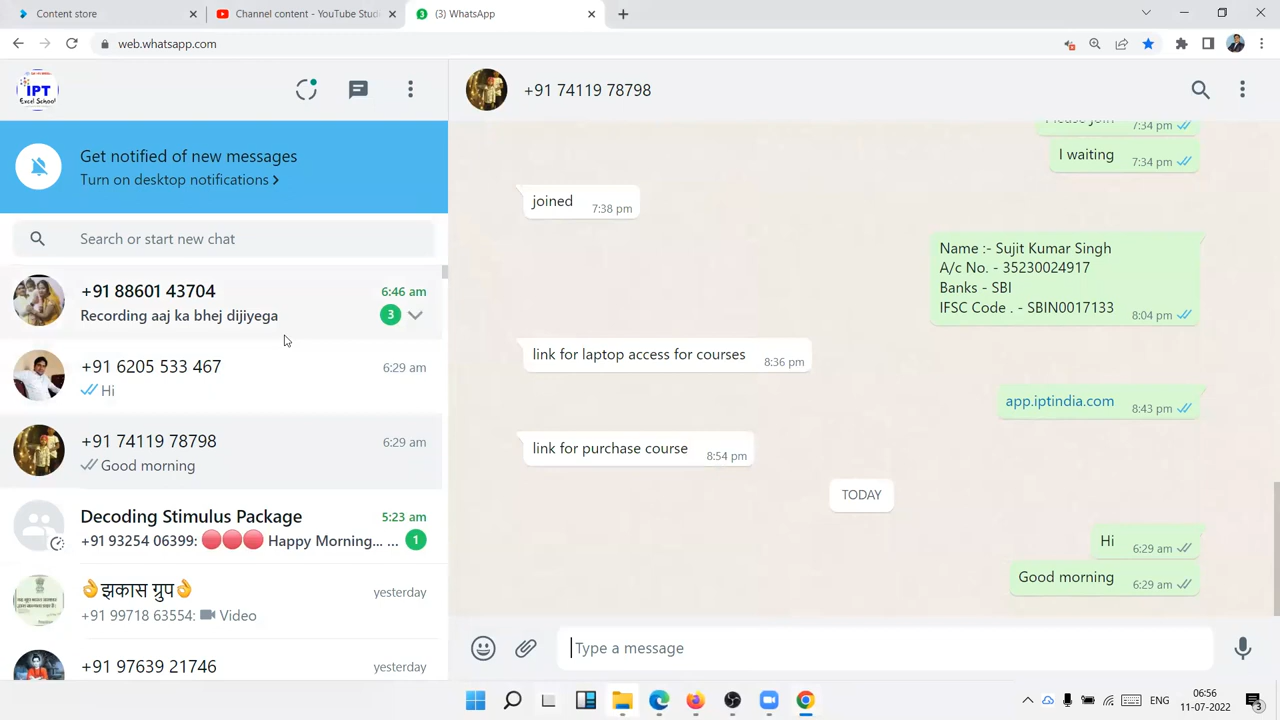 Content store
Channel content - YouTube Stud
(3) WhatsApp
web.whatsapp.com
IPT
Excel School
+91 74119 78798
Get notified of new messages
Turn on desktop notifications >
Search or start new chat
+91 88601 43704
6:46 am
Recording aaj ka bhej dijiyega
3
+91 6205 533 467
6:29 am
Hi
+91 74119 78798
6:29 am
Good morning
Decoding Stimulus Package
5:23 am
+91 93254 06399: 🔴🔴🔴 Happy Morning... ...
1
👌झकास ग्रुप👌
yesterday
+91 99718 63554: Video
+91 97639 21746
yesterday
Please join
7:34 pm
I waiting
7:34 pm
joined
7:38 pm
Name :- Sujit Kumar Singh
A/c No. - 35230024917
Banks - SBI
IFSC Code . - SBIN0017133
8:04 pm
link for laptop access for courses
8:36 pm
app.iptindia.com
8:43 pm
link for purchase course
8:54 pm
TODAY
Hi
6:29 am
Good morning
6:29 am
Type a message
ENG
06:56
11-07-2022
3